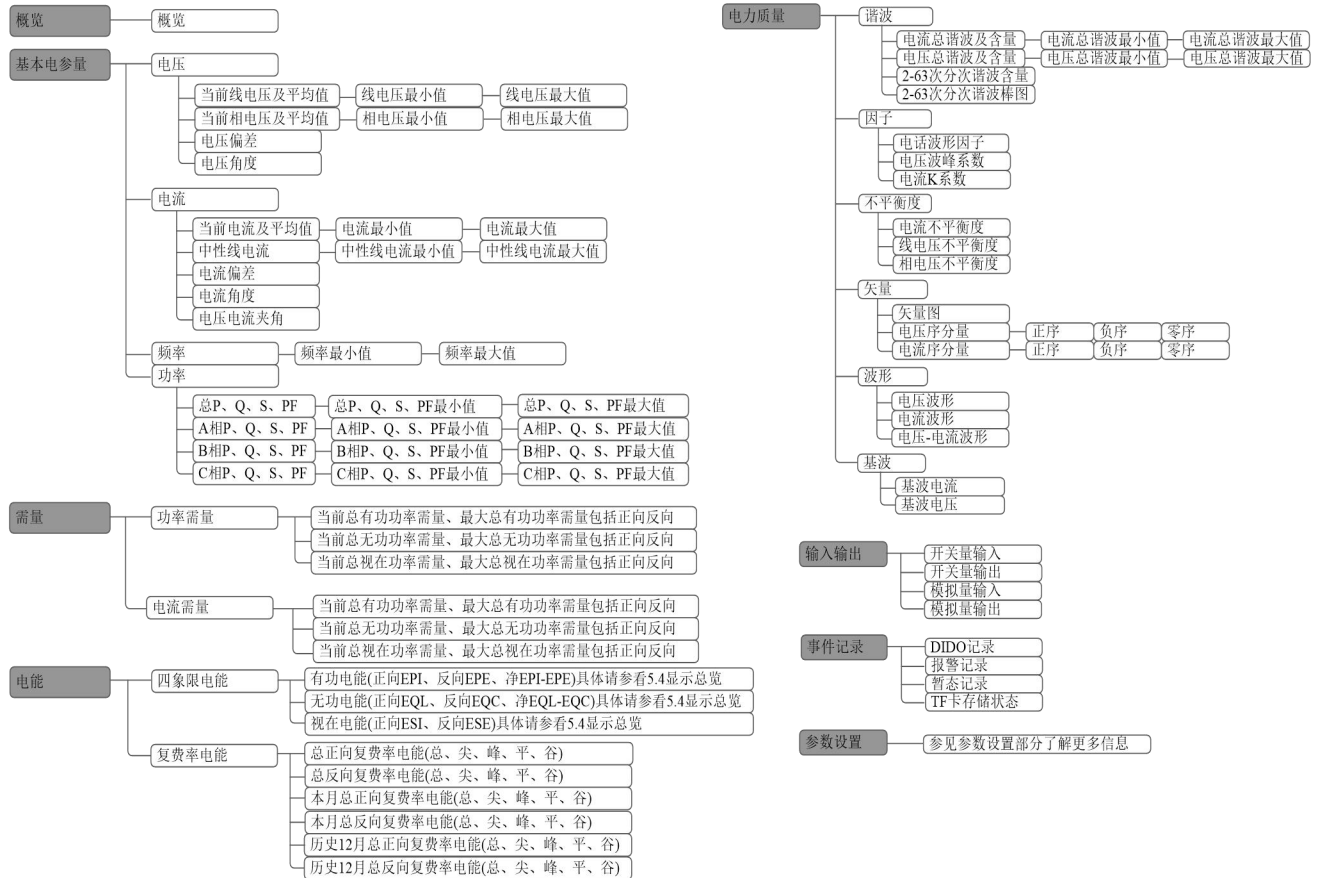 概览
概览
基本电参量
电压
当前线电压及平均值 线电压最小值 线电压最大值
当前相电压及平均值 相电压最小值 相电压最大值
电压偏差
电压角度
电流
当前电流及平均值 电流最小值 电流最大值
中性线电流 中性线电流最小值 中性线电流最大值
电流偏差
电流角度
电压电流夹角
频率 频率最小值 频率最大值
功率
总P、Q、S、PF 总P、Q、S、PF最小值 总P、Q、S、PF最大值
A相P、Q、S、PF A相P、Q、S、PF最小值 A相P、Q、S、PF最大值
B相P、Q、S、PF B相P、Q、S、PF最小值 B相P、Q、S、PF最大值
C相P、Q、S、PF C相P、Q、S、PF最小值 C相P、Q、S、PF最大值
需量
功率需量
当前总有功功率需量、最大总有功功率需量包括正向反向
当前总无功功率需量、最大总无功功率需量包括正向反向
当前总视在功率需量、最大总视在功率需量包括正向反向
电流需量
当前总有功功率需量、最大总有功功率需量包括正向反向
当前总无功功率需量、最大总无功功率需量包括正向反向
当前总视在功率需量、最大总视在功率需量包括正向反向
电能
四象限电能
有功电能(正向EPI、反向EPE、净EPI-EPE)具体请参看5.4显示总览
无功电能(正向EQL、反向EQC、净EQL-EQC)具体请参看5.4显示总览
视在电能(正向ESI、反向ESE)具体请参看5.4显示总览
复费率电能
总正向复费率电能(总、尖、峰、平、谷)
总反向复费率电能(总、尖、峰、平、谷)
本月总正向复费率电能(总、尖、峰、平、谷)
本月总反向复费率电能(总、尖、峰、平、谷)
历史12月总正向复费率电能(总、尖、峰、平、谷)
历史12月总反向复费率电能(总、尖、峰、平、谷)
电力质量
谐波
电流总谐波及含量 电流总谐波最小值 电流总谐波最大值
电压总谐波及含量 电压总谐波最小值 电压总谐波最大值
2-63次分次谐波含量
2-63次分次谐波棒图
因子
电话波形因子
电压波峰系数
电流K系数
不平衡度
电流不平衡度
线电压不平衡度
相电压不平衡度
矢量
矢量图
电压序分量 正序 负序 零序
电流序分量 正序 负序 零序
波形
电压波形
电流波形
电压-电流波形
基波
基波电流
基波电压
输入输出
开关量输入
开关量输出
模拟量输入
模拟量输出
事件记录
DIDO记录
报警记录
暂态记录
TF卡存储状态
参数设置
参见参数设置部分了解更多信息